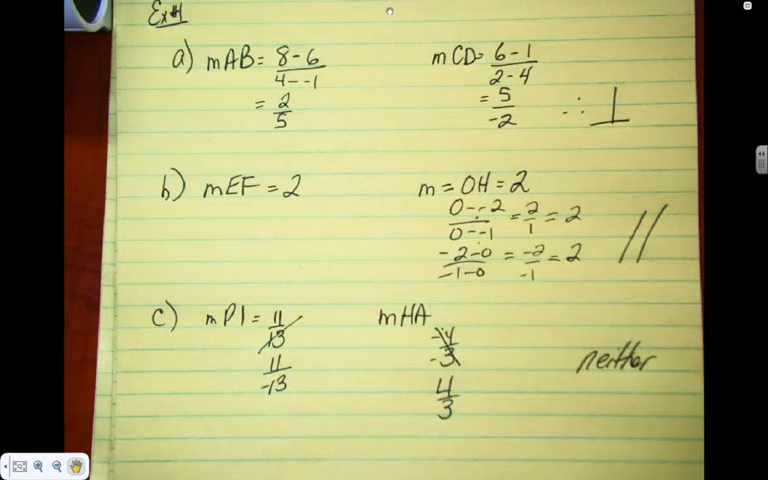 Ex #1
a) mAB = 8 - 6 / 4 - -1
= 2/5
mCD = 6 - 1 / 2 - 4
= 5/-2
∴ ⊥
b) mEF = 2
m = OH = 2
0 - -2 / 0 - -1 = 2/1 = 2
-2 - 0 / -1 - 0 = -2/-1 = 2
//
c) mPI = 11/13
11/-13
mHA
-4/-3
4/3
neither